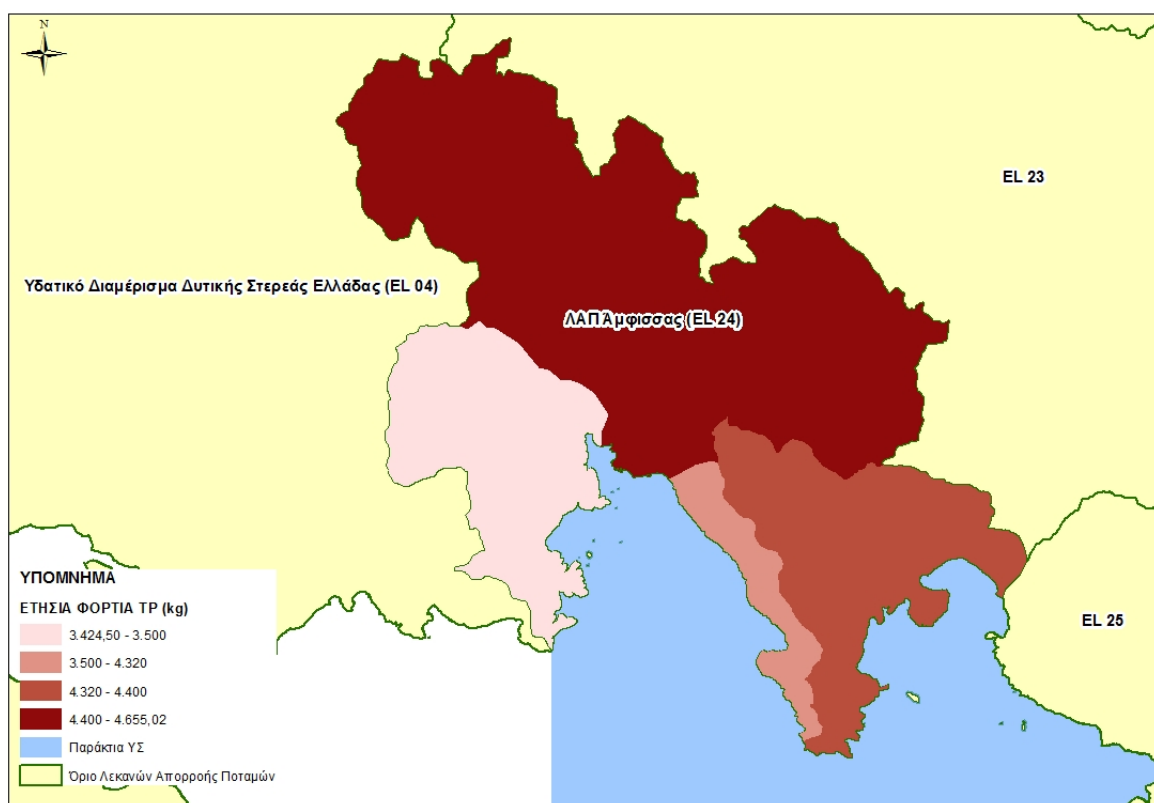 N
EL 23
Υδατικό Διαμέρισμα Δυτικής Στερεάς Ελλάδας (EL 04)
ΛΑΠ Άμφισσας (EL 24)
EL 25
ΥΠΟΜΝΗΜΑ
ΕΤΗΣΙΑ ΦΟΡΤΙΑ TP (kg)
3.424,50 - 3.500
3.500 - 4.320
4.320 - 4.400
4.400 - 4.655,02
Παράκτια ΥΣ
Όριο Λεκανών Απορροής Ποταμών